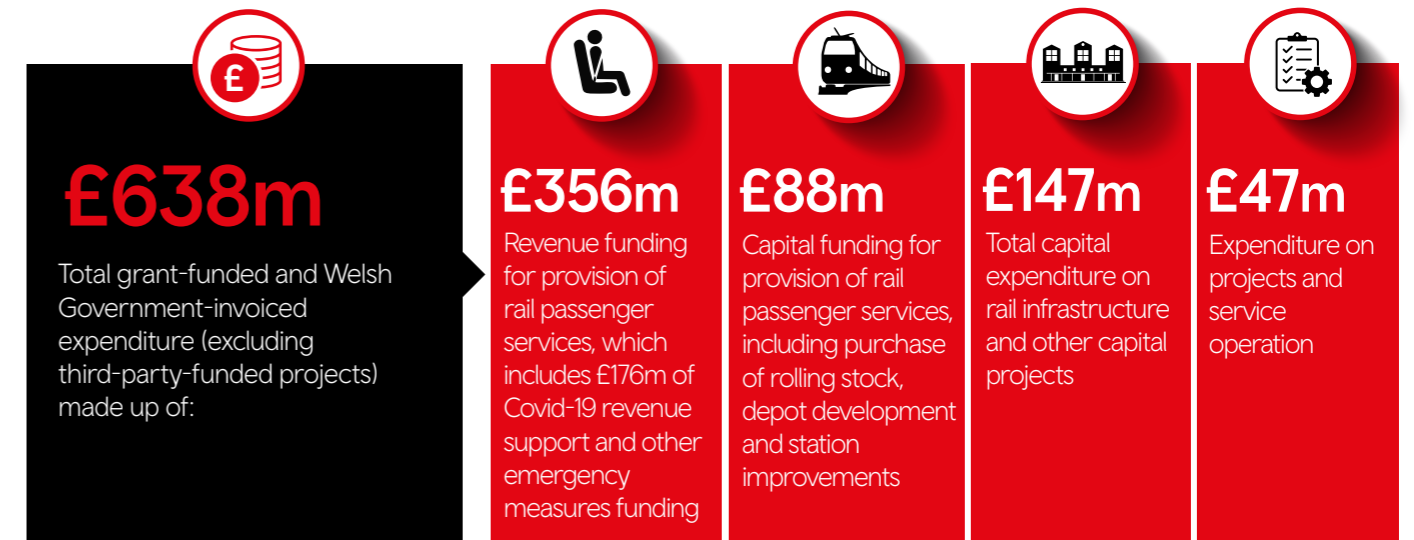 £
£638m
Total grant-funded and Welsh
Government-invoiced
expenditure (excluding
third-party-funded projects)
made up of:
£356m
Revenue funding
for provision of
rail passenger
services, which
includes £176m of
Covid-19 revenue
support and other
emergency
measures funding
£88m
Capital funding for
provision of rail
passenger services,
including purchase
of rolling stock,
depot development
and station
improvements
£147m
Total capital
expenditure on
rail infrastructure
and other capital
projects
£47m
Expenditure on
projects and
service
operation